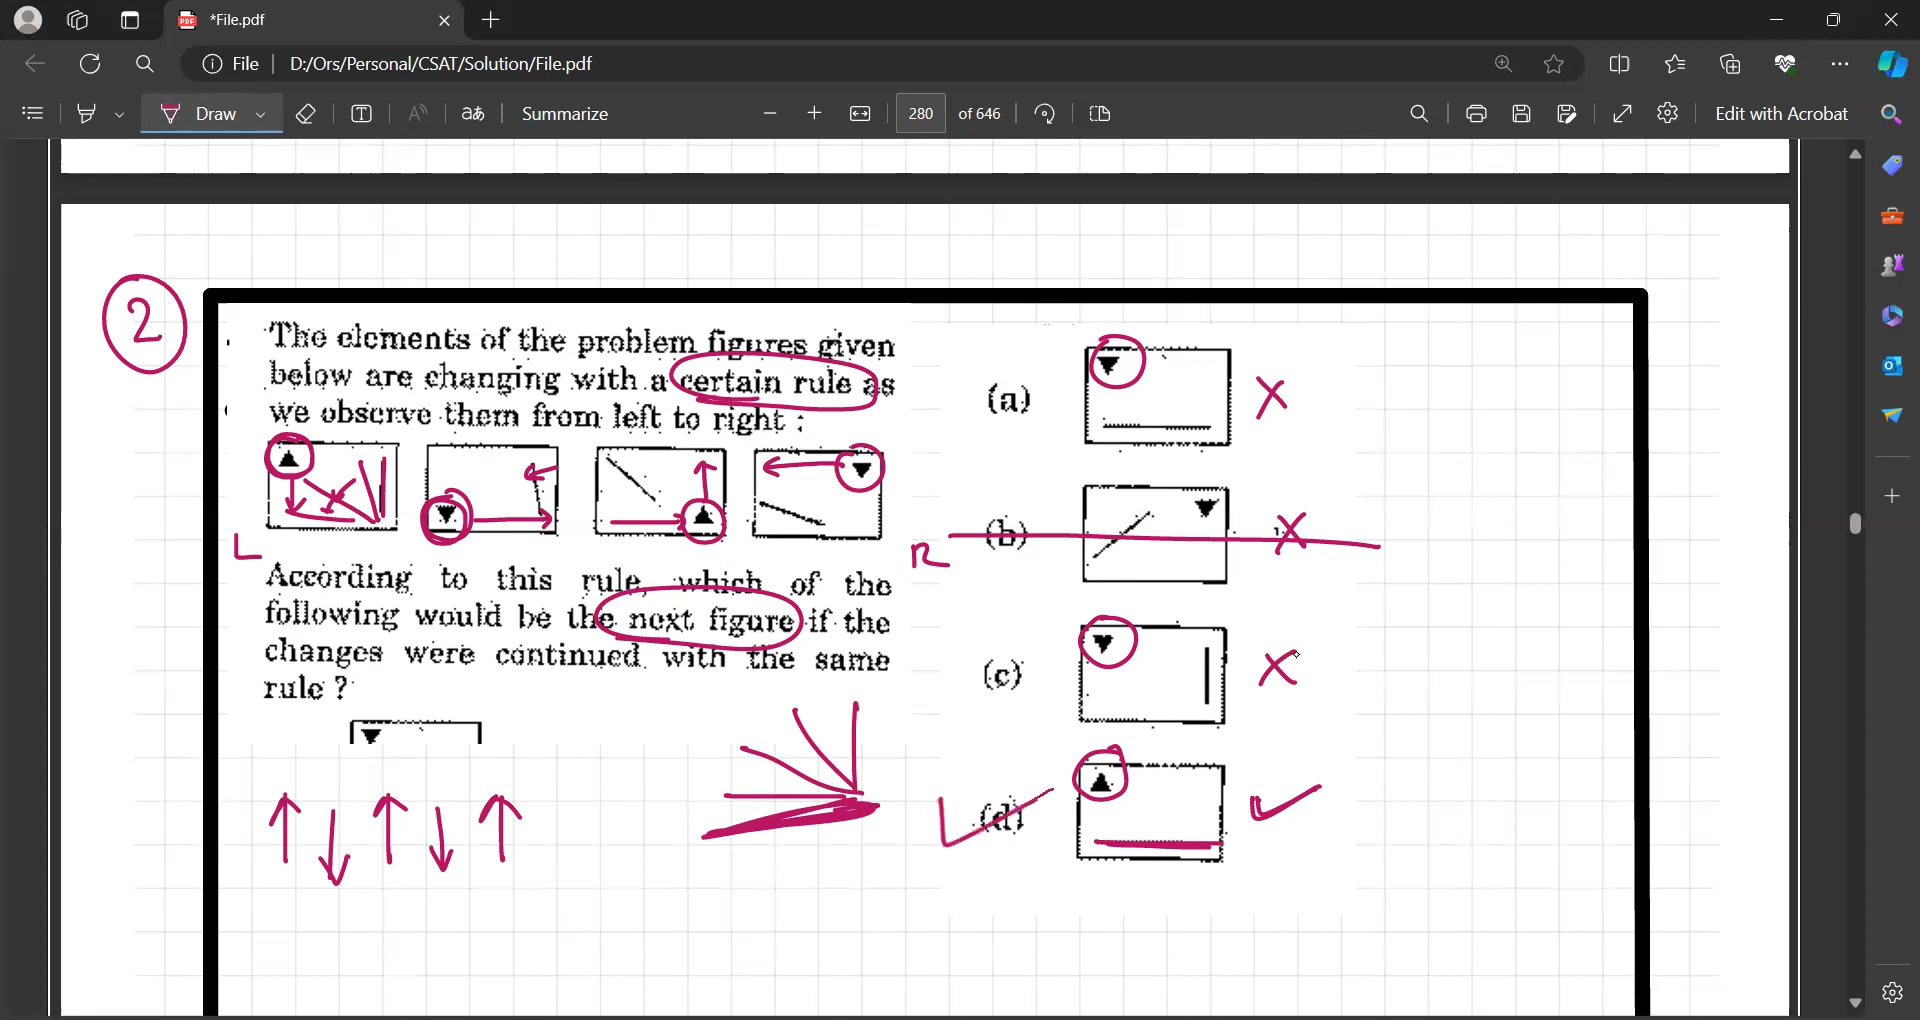 *File.pdf
File
D:/Ors/Personal/CSAT/Solution/File.pdf
Draw
aあ
Summarize
280 of 646
Edit with Acrobat
2
The elements of the problem figures given
below are changing with a certain rule as
we observe them from left to right :
L
R
According to this rule, which of the
following would be the next figure if the
changes were continued with the same
rule ?
(a)
(b)
(c)
(d)